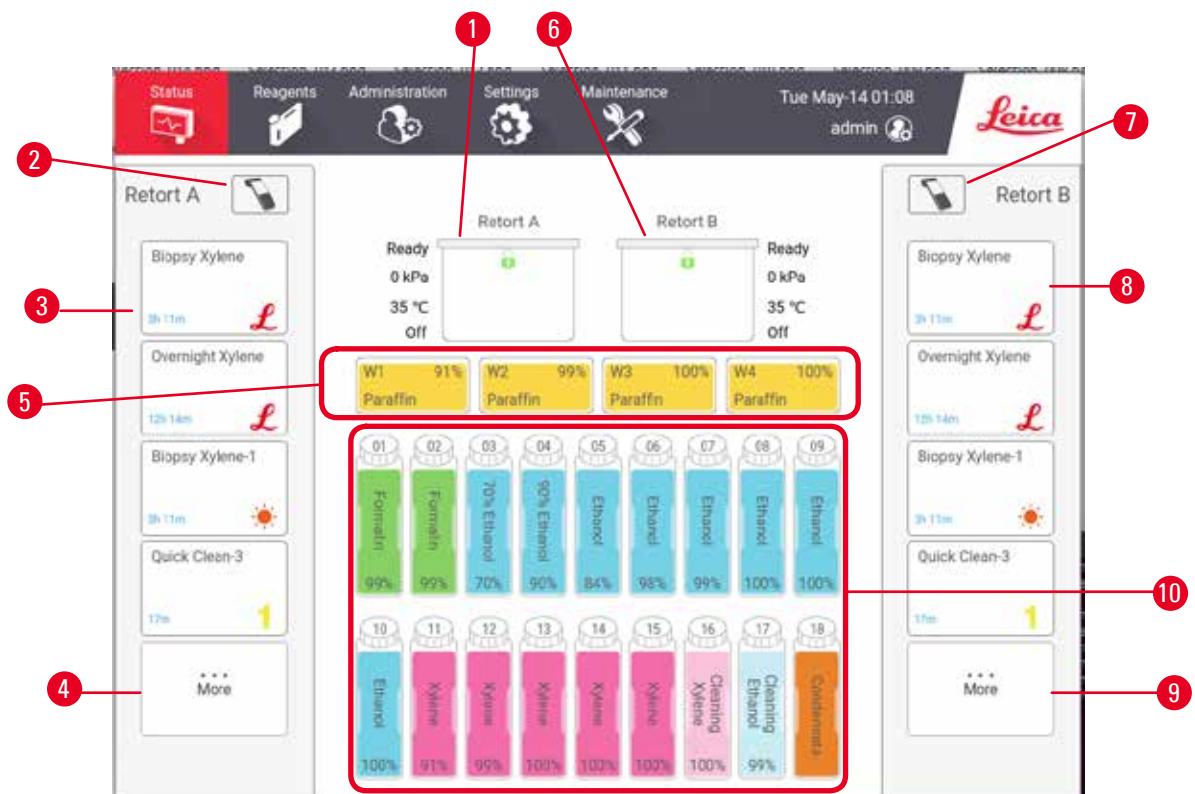 1
6
Status
Reagents
Administration
Settings
Maintenance
Tue May-14 01:08
admin
Leica
7
2
Retort A
Retort B
Retort A
Retort B
Ready
0 kPa
35 °C
Off
Ready
0 kPa
35 °C
Off
3
Biopsy Xylene
3h 11m
Overnight Xylene
12h 14m
Biopsy Xylene-1
3h 11m
Quick Clean-3
17m
1
4
... More
5
W1 91%
Paraffin
W2 99%
Paraffin
W3 100%
Paraffin
W4 100%
Paraffin
01 02 03 04 05 06 07 08 09
Formalin
Formalin
70% Ethanol
90% Ethanol
Ethanol
Ethanol
Ethanol
Ethanol
Ethanol
99% 99% 70% 90% 84% 98% 99% 100% 100%
10 11 12 13 14 15 16 17 18
Ethanol
Xylene
Xylene
Xylene
Xylene
Xylene
Cleaning
Xylene
Cleaning
Ethanol
Condensate
100% 91% 99% 100% 100% 100% 100% 99%
Biopsy Xylene
3h 11m
8
Overnight Xylene
12h 14m
Biopsy Xylene-1
3h 11m
Quick Clean-3
17m
1
10
... More
9